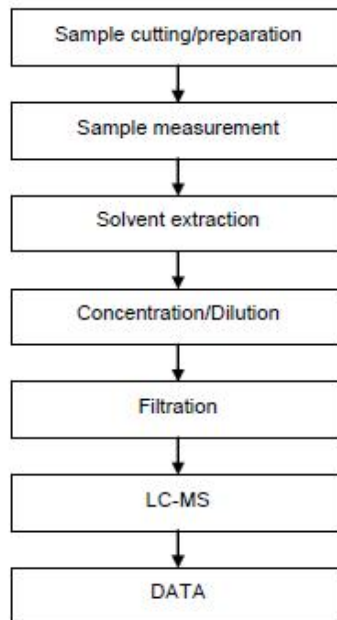 Sample cutting/preparation
Sample measurement
Solvent extraction
Concentration/Dilution
Filtration
LC-MS
DATA